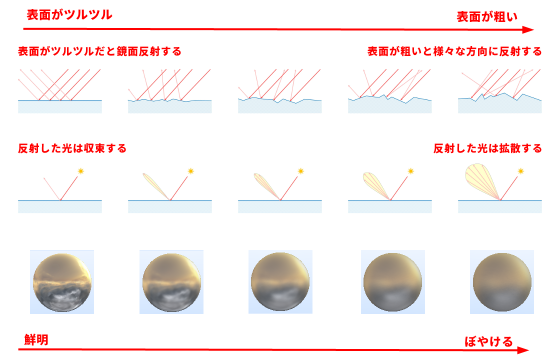 表面がツルツル
表面が粗い
表面がツルツルだと鏡面反射する
表面が粗いと様々な方向に反射する
反射した光は収束する
反射した光は拡散する
鮮明
ぼやける